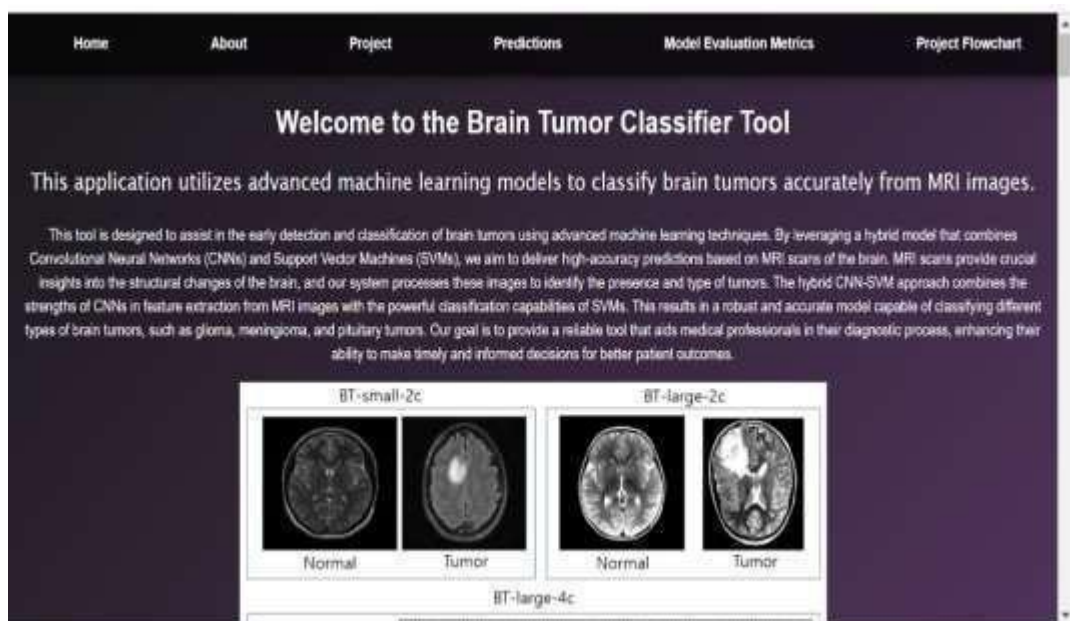 Home About Project Predictions Model Evaluation Metrics Project Flowchart
Welcome to the Brain Tumor Classifier Tool
This application utilizes advanced machine learning models to classify brain tumors accurately from MRI images.
This tool is designed to assist in the early detection and classification of brain tumors using advanced machine learning techniques. By leveraging a hybrid model that combines
Convolutional Neural Networks (CNNs) and Support Vector Machines (SVMs), we aim to deliver high-accuracy predictions based on MRI scans of the brain. MRI scans provide crucial
insights into the structural changes of the brain, and our system processes these images to identify the presence and type of tumors. The hybrid CNN-SVM approach combines the
strengths of CNNs in feature extraction from MRI images with the powerful classification capabilities of SVMs. This results in a robust and accurate model capable of classifying different
types of brain tumors, such as glioma, meningioma, and pituitary tumors. Our goal is to provide a reliable tool that aids medical professionals in their diagnostic process, enhancing their
ability to make timely and informed decisions for better patient outcomes.
BT-small-2c BT-large-2c
Normal Tumor Normal Tumor
BT-large-4c